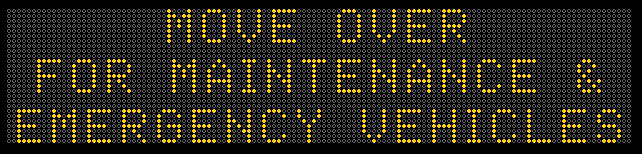 MOVE OVER
FOR MAINTENANCE &
EMERGENCY VEHICLES